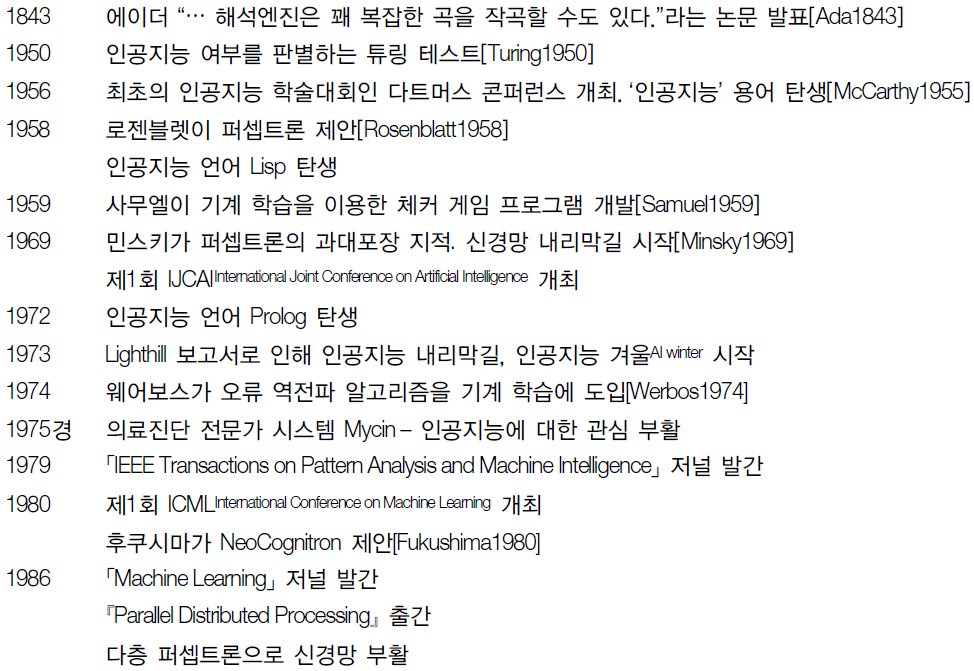 1843 에이더 “… 해석엔진은 꽤 복잡한 곡을 작곡할 수도 있다.”라는 논문 발표[Ada1843]
1950 인공지능 여부를 판별하는 튜링 테스트[Turing1950]
1956 최초의 인공지능 학술대회인 다트머스 콘퍼런스 개최. ‘인공지능’ 용어 탄생[McCarthy1955]
1958 로젠블렛이 퍼셉트론 제안[Rosenblatt1958]
인공지능 언어 Lisp 탄생
1959 사무엘이 기계 학습을 이용한 체커 게임 프로그램 개발[Samuel1959]
1969 민스키가 퍼셉트론의 과대포장 지적. 신경망 내리막길 시작[Minsky1969]
제1회 IJCAI International Joint Conference on Artificial Intelligence 개최
1972 인공지능 언어 Prolog 탄생
1973 Lighthill 보고서로 인해 인공지능 내리막길, 인공지능 겨울AI winter 시작
1974 웨어보스가 오류 역전파 알고리즘을 기계 학습에 도입[Werbos1974]
1975경 의료진단 전문가 시스템 Mycin – 인공지능에 대한 관심 부활
1979 「IEEE Transactions on Pattern Analysis and Machine Intelligence」 저널 발간
1980 제1회 ICML International Conference on Machine Learning 개최
후쿠시마가 NeoCognitron 제안[Fukushima1980]
1986 「Machine Learning」 저널 발간
『Parallel Distributed Processing』 출간
다층 퍼셉트론으로 신경망 부활